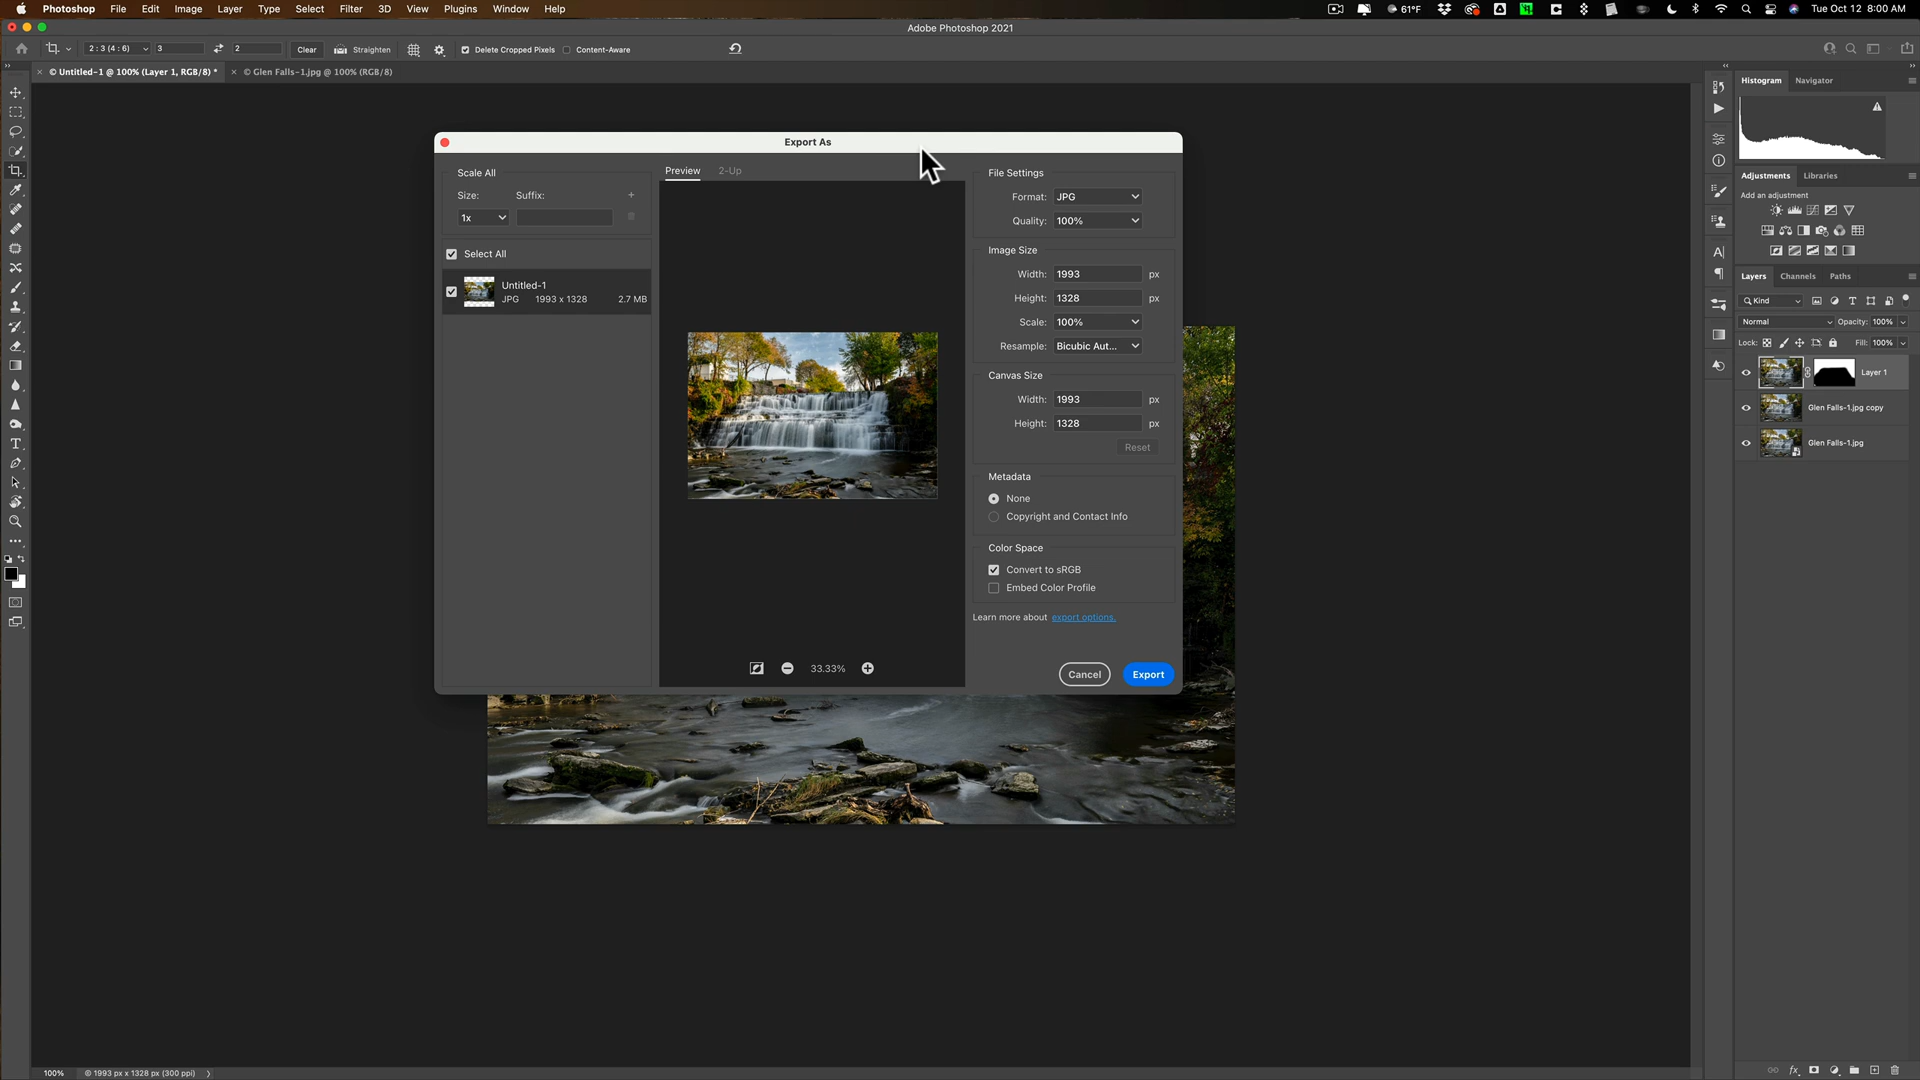 Photoshop File Edit Image Layer Type Select Filter 3D View Plugins Window Help 61°F Tue Oct 12 8:00 AM
Adobe Photoshop 2021
2 : 3 (4 : 6) 3 2 Clear Straighten Delete Cropped Pixels Content-Aware
× © Untitled-1 @ 100% (Layer 1, RGB/8) * × © Glen Falls-1.jpg @ 100% (RGB/8)
Export As
Scale All
Size: Suffix: +
1x
Select All
Untitled-1
JPG 1993 x 1328 2.7 MB
Preview 2-Up
33.33%
File Settings
Format: JPG
Quality: 100%
Image Size
Width: 1993 px
Height: 1328 px
Scale: 100%
Resample: Bicubic Aut...
Canvas Size
Width: 1993 px
Height: 1328 px
Reset
Metadata
None
Copyright and Contact Info
Color Space
Convert to sRGB
Embed Color Profile
Learn more about export options.
Cancel Export
Histogram Navigator
Adjustments Libraries
Add an adjustment
Layers Channels Paths
Kind
Normal Opacity: 100%
Lock: Fill: 100%
Layer 1
Glen Falls-1.jpg copy
Glen Falls-1.jpg
100% © 1993 px x 1328 px (300 ppi)